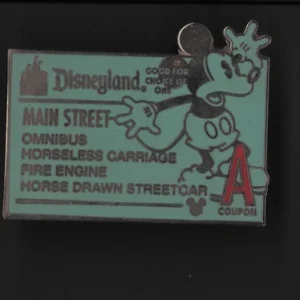 Disneyland®
GOOD FOR
CHOICE OF
ONE
MAIN STREET
OMNIBUS
HORSELESS CARRIAGE
FIRE ENGINE
HORSE DRAWN STREETCAR
A
COUPON